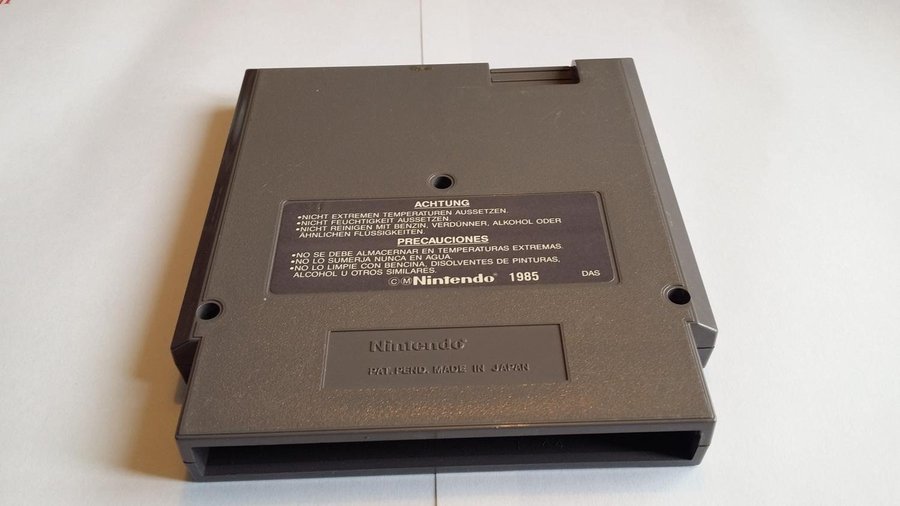 ACHTUNG
•NICHT EXTREMEN TEMPERATUREN AUSSETZEN.
•NICHT FEUCHTIGKEIT AUSSETZEN.
•NICHT REINIGEN MIT BENZIN, VERDÜNNER, ALKOHOL ODER
ÄHNLICHEN FLÜSSIGKEITEN.
PRECAUCIONES
•NO SE DEBE ALMACERNAR EN TEMPERATURAS EXTREMAS.
•NO LO SUMERJA NUNCA EN AGUA.
•NO LO LIMPIE CON BENCINA, DISOLVENTES DE PINTURAS,
ALCOHOL U OTROS SIMILARES.
©Ⓜ Nintendo® 1985 DAS
Nintendo®
PAT. PEND. MADE IN JAPAN